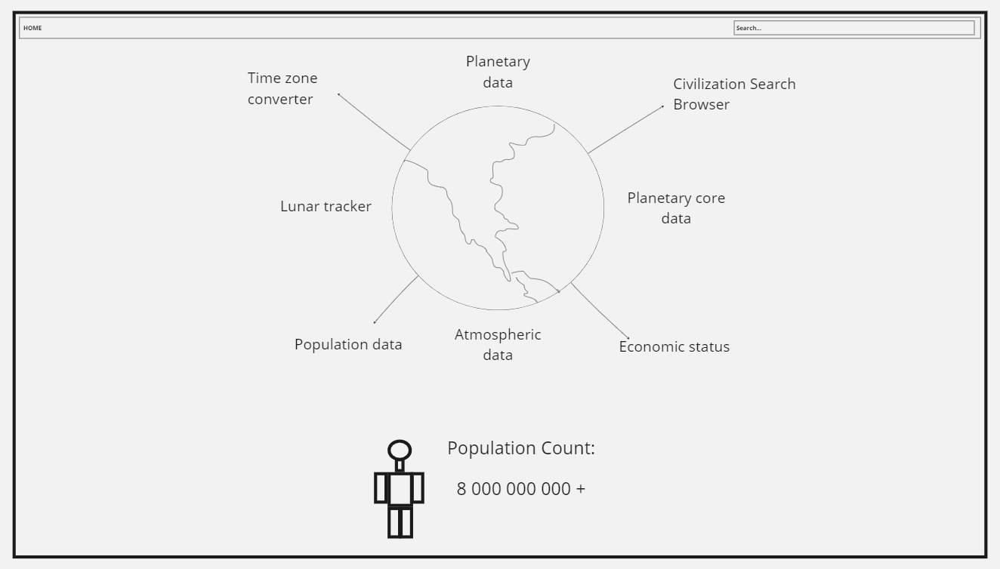 HOME
Search...
Planetary
data
Time zone
converter
Civilization Search
Browser
Lunar tracker
Planetary core
data
Population data
Atmospheric
data
Economic status
Population Count:
8 000 000 000 +